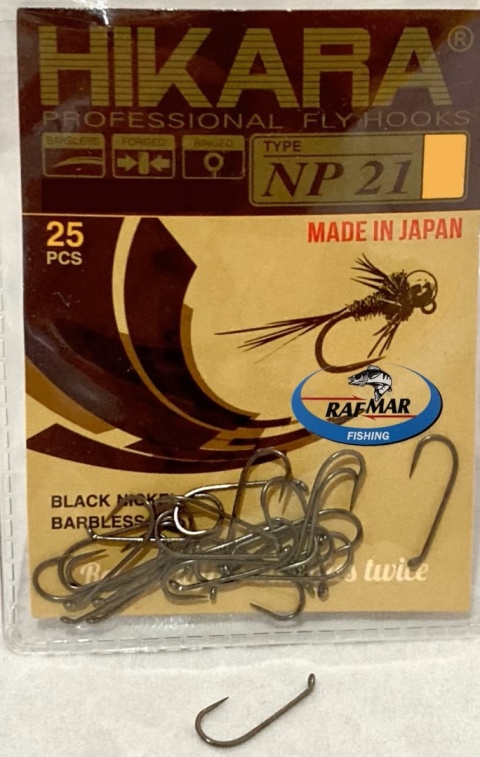 HIKARA®
PROFESSIONAL FLY HOOKS
BARBLESS FORGED RINGED
TYPE
NP 21
25
PCS
MADE IN JAPAN
RAFMAR
FISHING
BLACK NICKEL
BARBLESS
twice